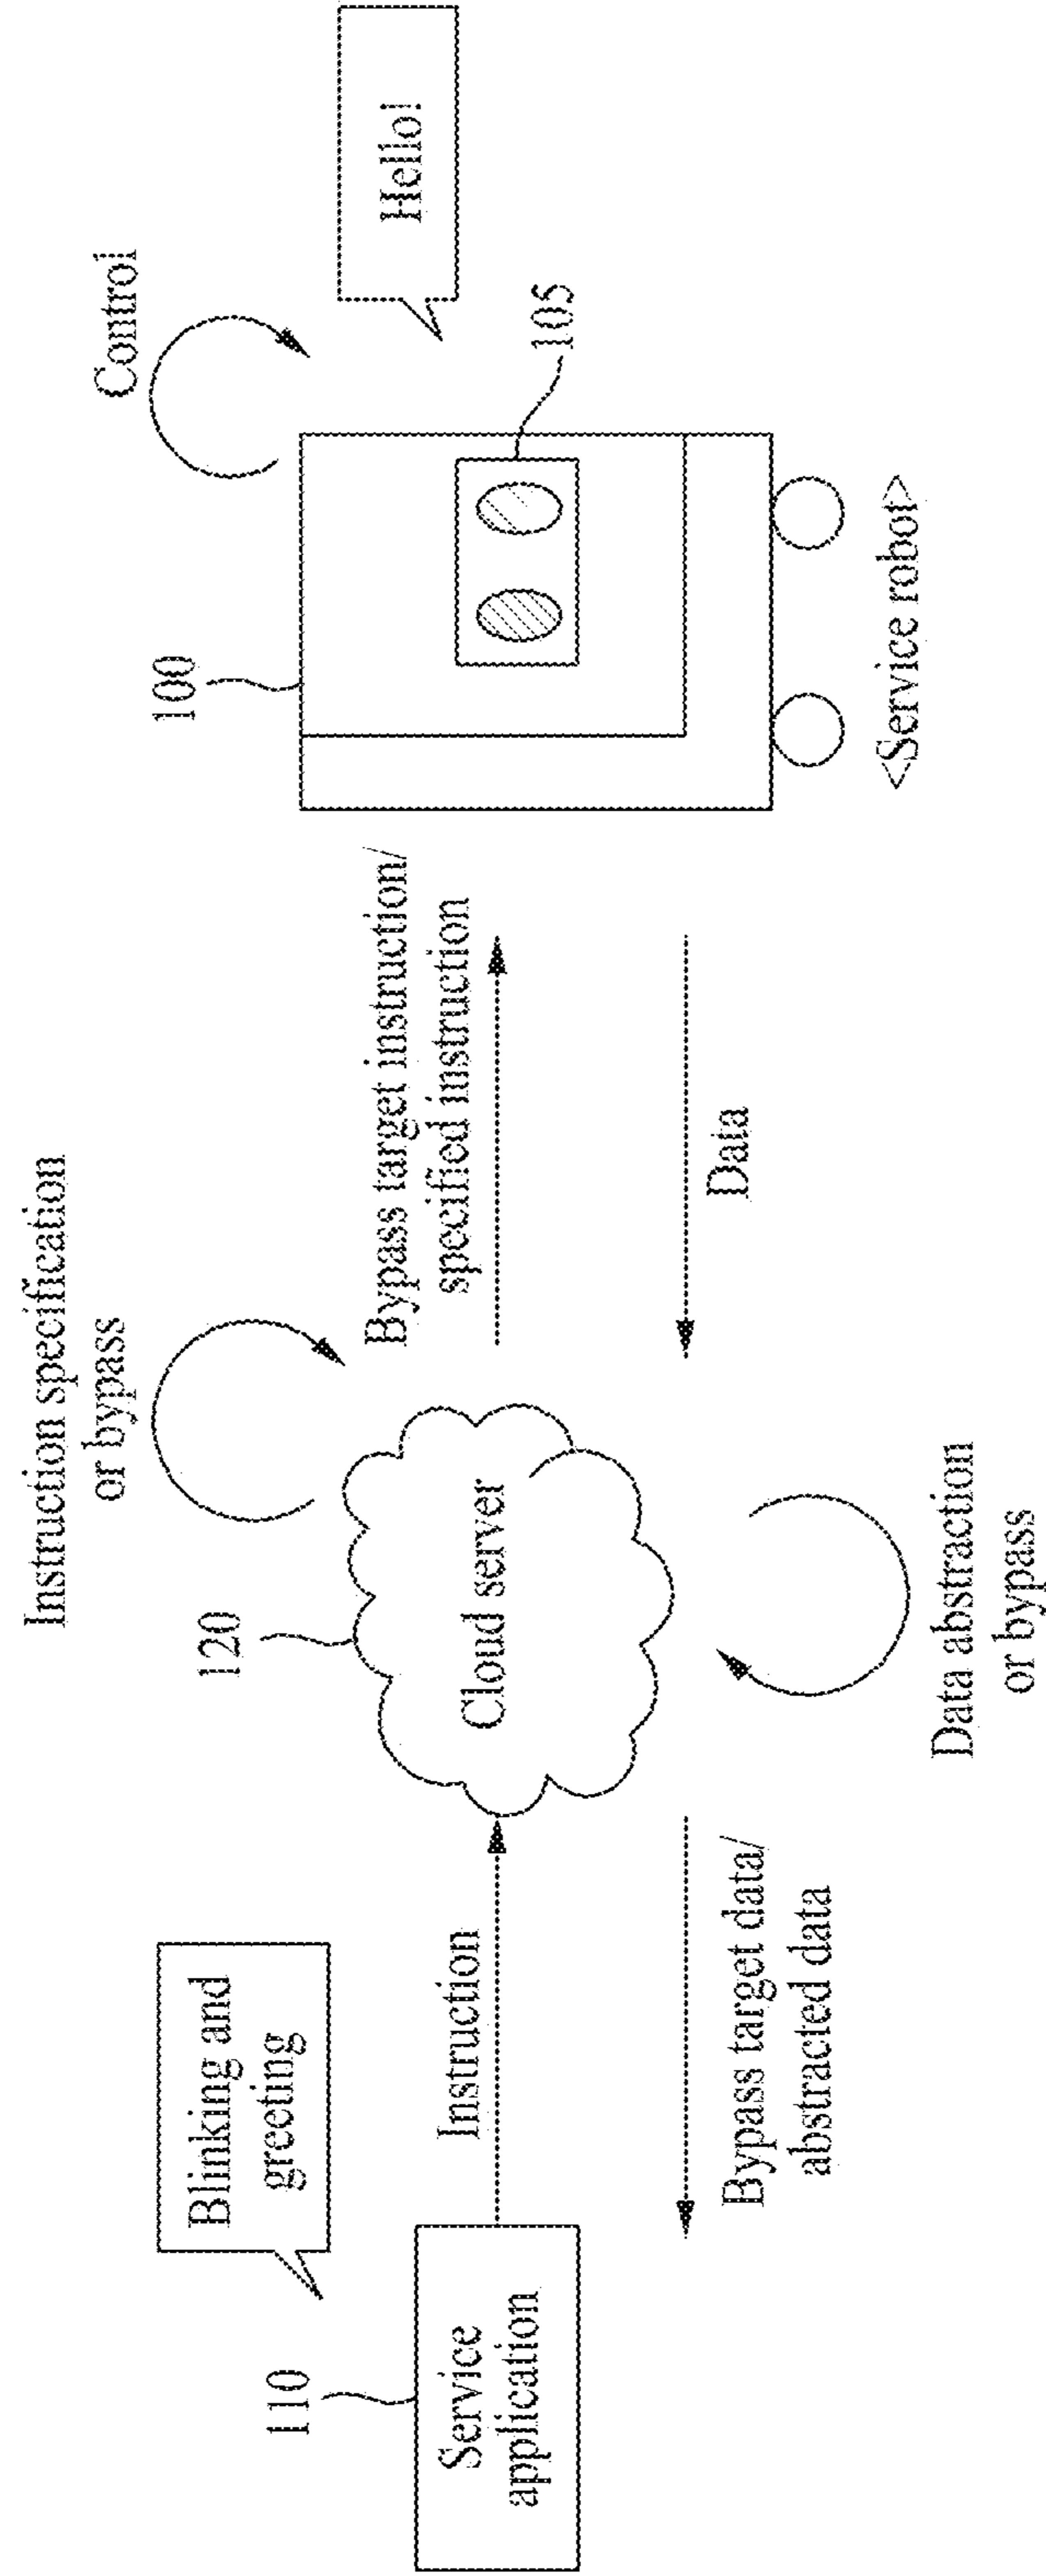 Instruction specification
or bypass
Control
Blinking and
greeting
110
120
100
Hello!
Service
application
Instruction
Cloud server
Bypass target instruction/
specified instruction
105
Bypass target data/
abstracted data
Data
Data abstraction
or bypass
<Service robot>